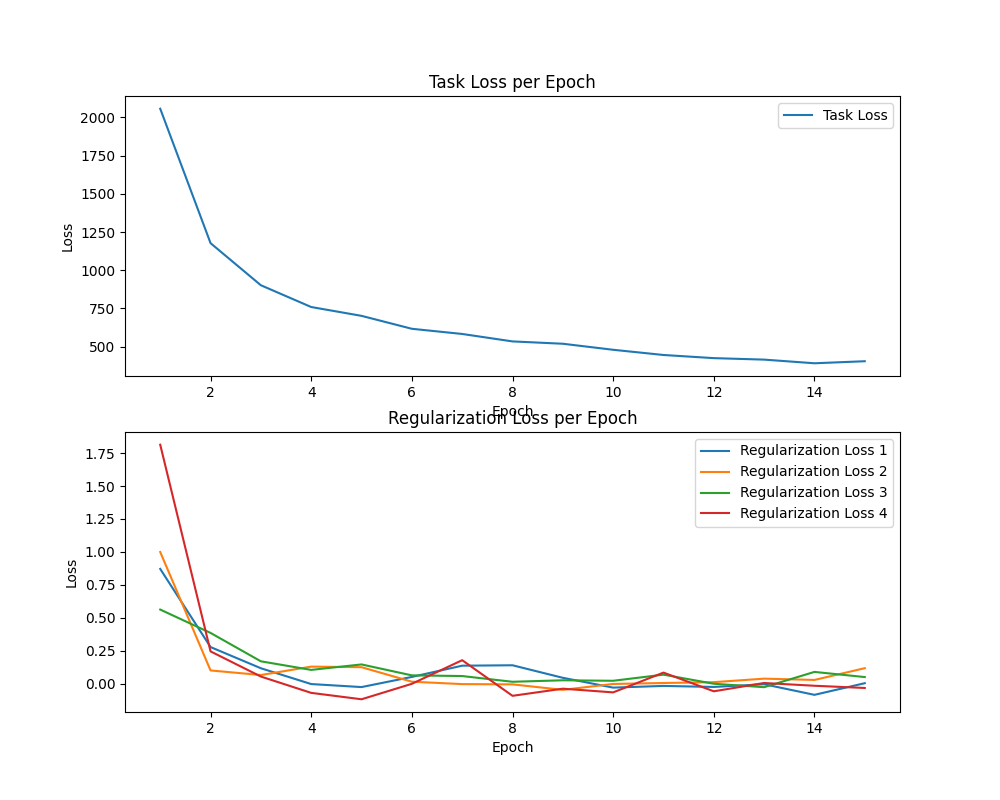 Task Loss per Epoch
Loss
2000
1750
1500
1250
1000
750
500
Task Loss
2 4 6 8 10 12 14
Epoch
Regularization Loss per Epoch
Loss
1.75
1.50
1.25
1.00
0.75
0.50
0.25
0.00
Regularization Loss 1
Regularization Loss 2
Regularization Loss 3
Regularization Loss 4
2 4 6 8 10 12 14
Epoch